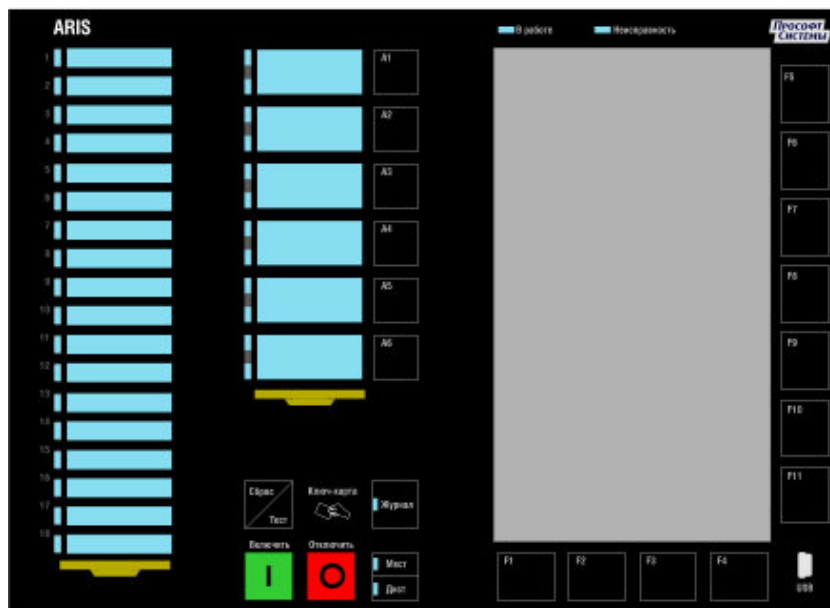 ARIS
В работе
Неисправность
Прософт
Системы
1
2
3
4
5
6
7
8
9
10
11
12
13
14
15
16
17
18
A1
A2
A3
A4
A5
A6
F5
F6
F7
F8
F9
F10
F11
Сброс
Тест
Ключ-карта
Журнал
Включить
Отключить
Мест
Дист
F1
F2
F3
F4
USB